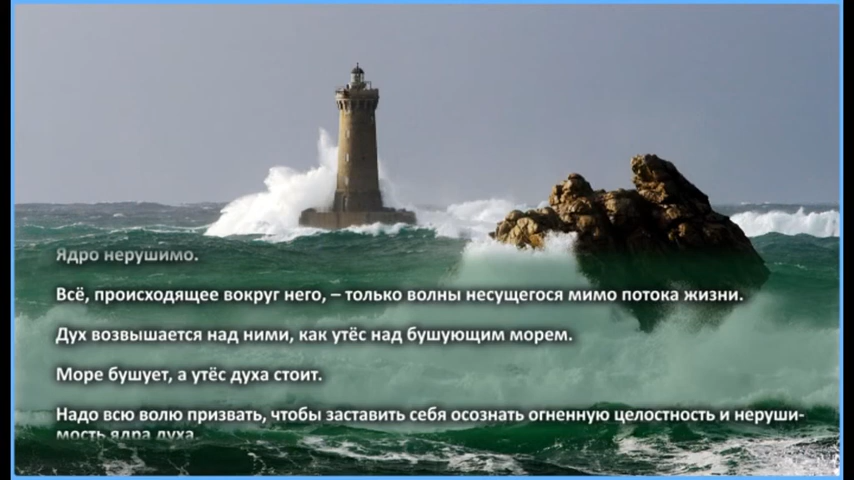 Ядро нерушимо.
Всё, происходящее вокруг него, – только волны несущегося мимо потока жизни.
Дух возвышается над ними, как утёс над бушующим морем.
Море бушует, а утёс духа стоит.
Надо всю волю призвать, чтобы заставить себя осознать огненную целостность и неруши-
мость ядра духа.